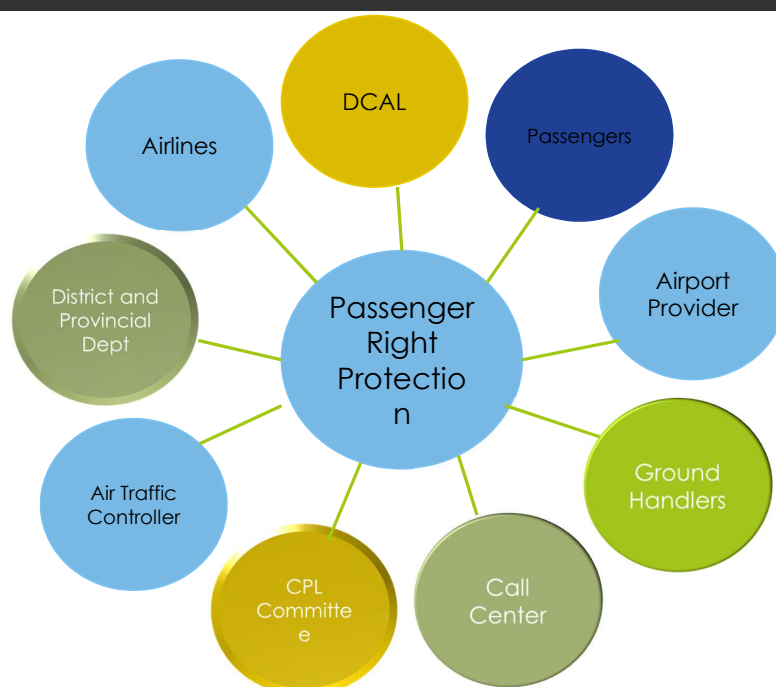 DCAL
Passengers
Airlines
Airport
Provider
Passenger
Right
Protectio
n
District and
Provincial
Dept
Ground
Handlers
Air Traffic
Controller
Call
Center
CPL
Committe
e